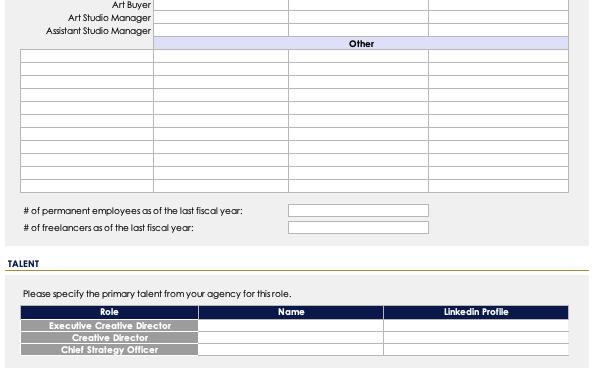 Art Buyer
Art Studio Manager
Assistant Studio Manager
Other
# of permanent employees as of the last fiscal year:
# of freelancers as of the last fiscal year:
TALENT
Please specify the primary talent from your agency for this role.
Role Name Linkedin Profile
Executive Creative Director
Creative Director
Chief Strategy Officer